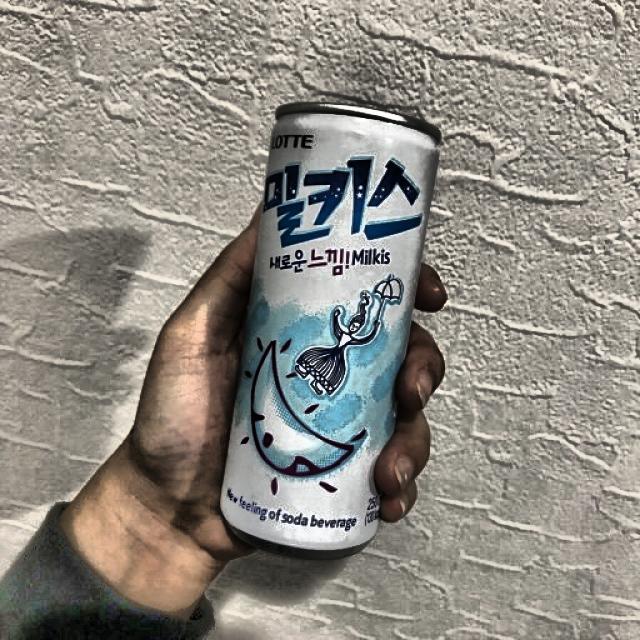 LOTTE
밀키스
새로운 느낌! Milkis
New feeling of soda beverage